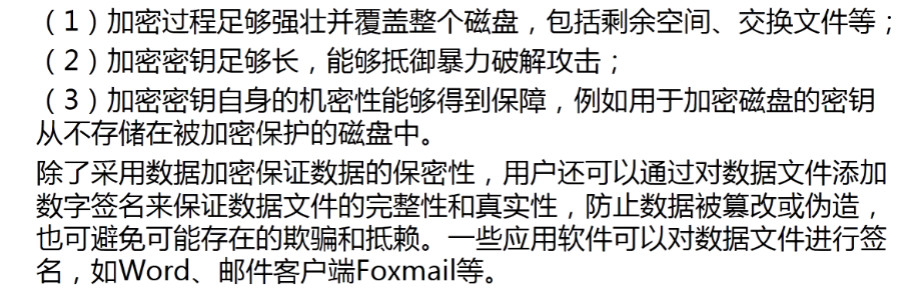 （1）加密过程足够强壮并覆盖整个磁盘，包括剩余空间、交换文件等；
（2）加密密钥足够长，能够抵御暴力破解攻击；
（3）加密密钥自身的机密性能够得到保障，例如用于加密磁盘的密钥
从不存储在被加密保护的磁盘中。
除了采用数据加密保证数据的保密性，用户还可以通过对数据文件添加
数字签名来保证数据文件的完整性和真实性，防止数据被篡改或伪造，
也可避免可能存在的欺骗和抵赖。一些应用软件可以对数据文件进行签
名，如Word、邮件客户端Foxmail等。